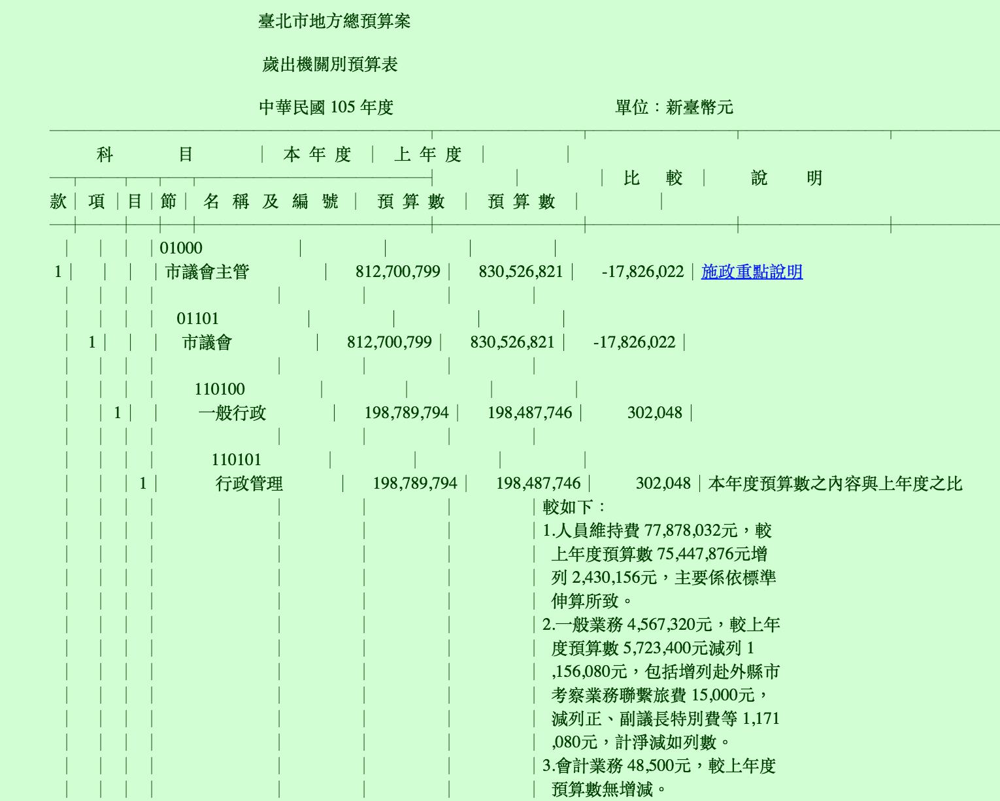 臺北市地方總預算案
歲出機關別預算表
中華民國 105 年度 單位：新臺幣元
科 目 │ 本 年 度 │ 上 年 度 │ │
│ │ 比 較 │ 說 明
款│ 項 │目│節│ 名 稱 及 編 號 │ 預 算 數 │ 預 算 數 │ │
│ │ │ │01000 │ │ │ │
1│ │ │ │市議會主管 │ 812,700,799│ 830,526,821│ -17,826,022│施政重點說明
│ │ │ │ │ │ │ │
│ │ │ │ 01101 │ │ │ │
│ 1│ │ │ 市議會 │ 812,700,799│ 830,526,821│ -17,826,022│
│ │ │ │ │ │ │ │
│ │ │ │ 110100 │ │ │ │
│ │1│ │ 一般行政 │ 198,789,794│ 198,487,746│ 302,048│
│ │ │ │ │ │ │ │
│ │ │ │ 110101 │ │ │ │
│ │ │1│ 行政管理 │ 198,789,794│ 198,487,746│ 302,048│本年度預算數之內容與上年度之比
│ │ │ │ │ │ │ │較如下：
│ │ │ │ │ │ │ │1.人員維持費 77,878,032元，較
│ │ │ │ │ │ │ │ 上年度預算數 75,447,876元增
│ │ │ │ │ │ │ │ 列 2,430,156元，主要係依標準
│ │ │ │ │ │ │ │ 伸算所致。
│ │ │ │ │ │ │ │2.一般業務 4,567,320元，較上年
│ │ │ │ │ │ │ │ 度預算數 5,723,400元減列 1
│ │ │ │ │ │ │ │ ,156,080元，包括增列赴外縣市
│ │ │ │ │ │ │ │ 考察業務聯繫旅費 15,000元，
│ │ │ │ │ │ │ │ 減列正、副議長特別費等 1,171
│ │ │ │ │ │ │ │ ,080元，計淨減如列數。
│ │ │ │ │ │ │ │3.會計業務 48,500元，較上年度
│ │ │ │ │ │ │ │ 預算數無增減。